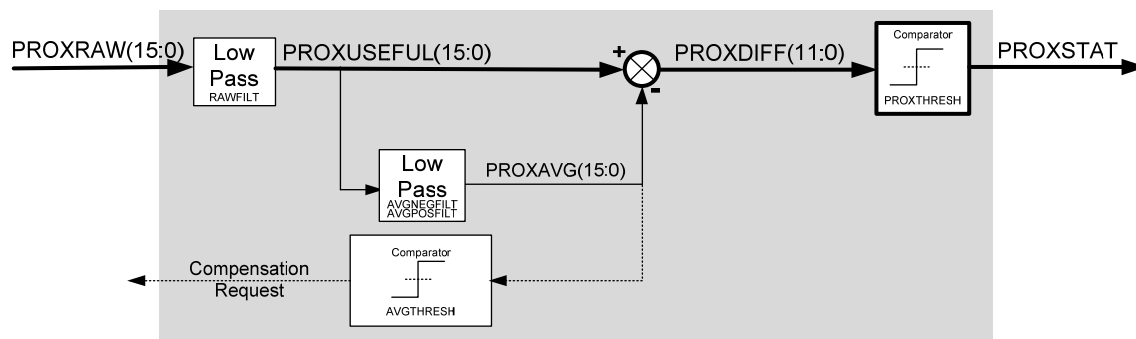 PROXRAW(15:0)
Low
Pass
RAWFILT
PROXUSEFUL(15:0)
+
-
PROXDIFF(11:0)
Comparator
PROXTHRESH
PROXSTAT
Low
Pass
AVGNEGFILT
AVGPOSFILT
PROXAVG(15:0)
Comparator
AVGTHRESH
Compensation
Request